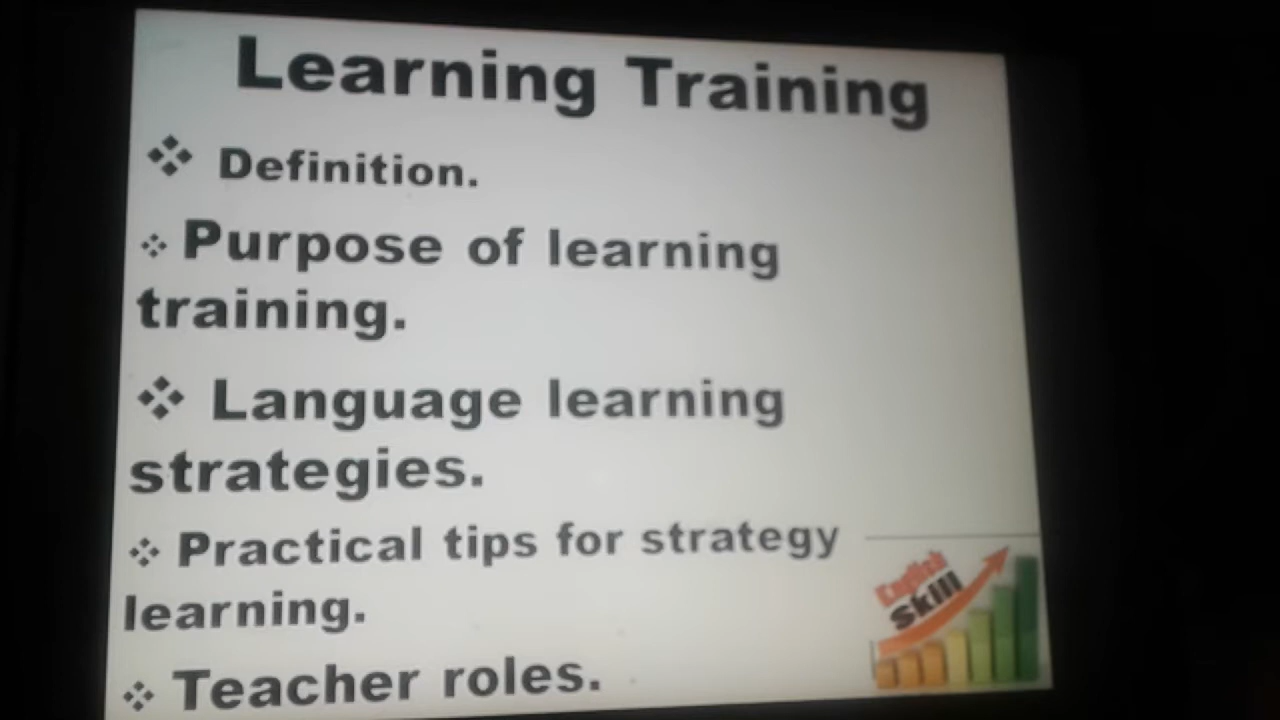 Learning Training
❖ Definition.
❖ Purpose of learning
training.
❖ Language learning
strategies.
❖ Practical tips for strategy
learning.
❖ Teacher roles.
English
Skill